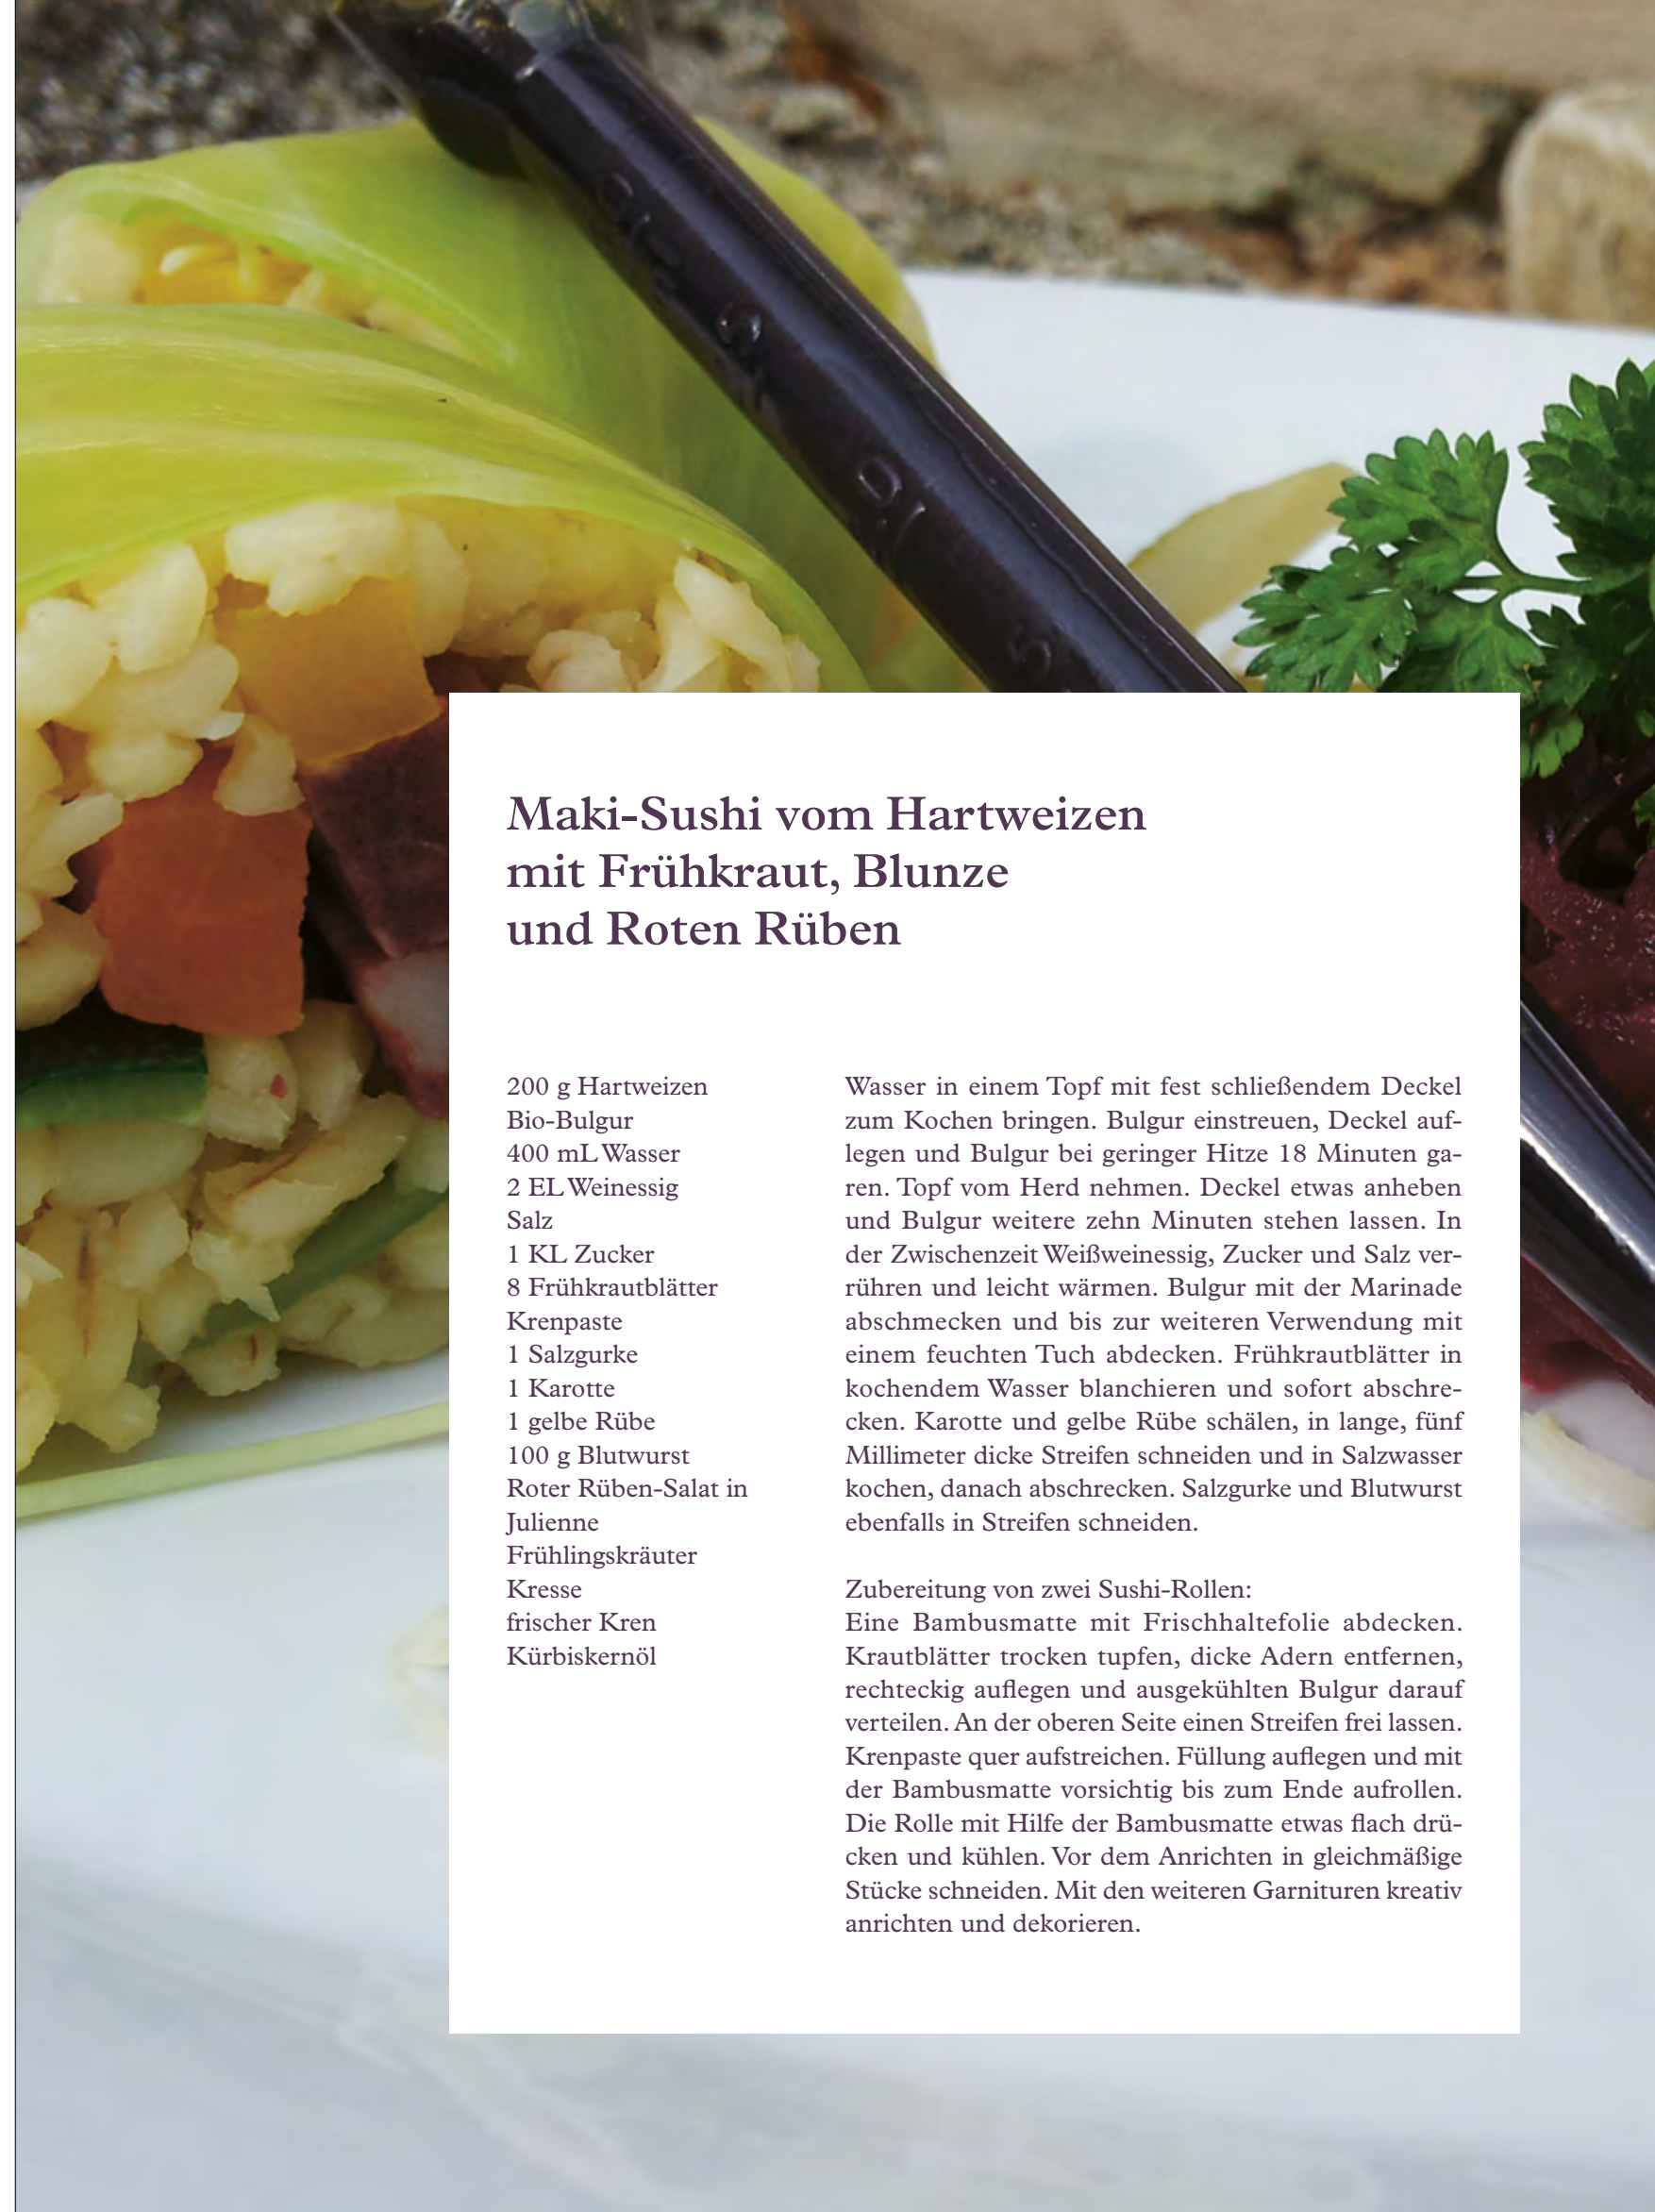 Maki-Sushi vom Hartweizen
mit Frühkraut, Blunze
und Roten Rüben
200 g Hartweizen
Bio-Bulgur
400 mL Wasser
2 EL Weinessig
Salz
1 KL Zucker
8 Frühkrautblätter
Krenpaste
1 Salzgurke
1 Karotte
1 gelbe Rübe
100 g Blutwurst
Roter Rüben-Salat in
Julienne
Frühlingskräuter
Kresse
frischer Kren
Kürbiskernöl
Wasser in einem Topf mit fest schließendem Deckel
zum Kochen bringen. Bulgur einstreuen, Deckel auf-
legen und Bulgur bei geringer Hitze 18 Minuten ga-
ren. Topf vom Herd nehmen. Deckel etwas anheben
und Bulgur weitere zehn Minuten stehen lassen. In
der Zwischenzeit Weißweinessig, Zucker und Salz ver-
rühren und leicht wärmen. Bulgur mit der Marinade
abschmecken und bis zur weiteren Verwendung mit
einem feuchten Tuch abdecken. Frühkrautblätter in
kochendem Wasser blanchieren und sofort abschre-
cken. Karotte und gelbe Rübe schälen, in lange, fünf
Millimeter dicke Streifen schneiden und in Salzwasser
kochen, danach abschrecken. Salzgurke und Blutwurst
ebenfalls in Streifen schneiden.
Zubereitung von zwei Sushi-Rollen:
Eine Bambusmatte mit Frischhaltefolie abdecken.
Krautblätter trocken tupfen, dicke Adern entfernen,
rechteckig auflegen und ausgekühlten Bulgur darauf
verteilen. An der oberen Seite einen Streifen frei lassen.
Krenpaste quer aufstreichen. Füllung auflegen und mit
der Bambusmatte vorsichtig bis zum Ende aufrollen.
Die Rolle mit Hilfe der Bambusmatte etwas flach drü-
cken und kühlen. Vor dem Anrichten in gleichmäßige
Stücke schneiden. Mit den weiteren Garnituren kreativ
anrichten und dekorieren.